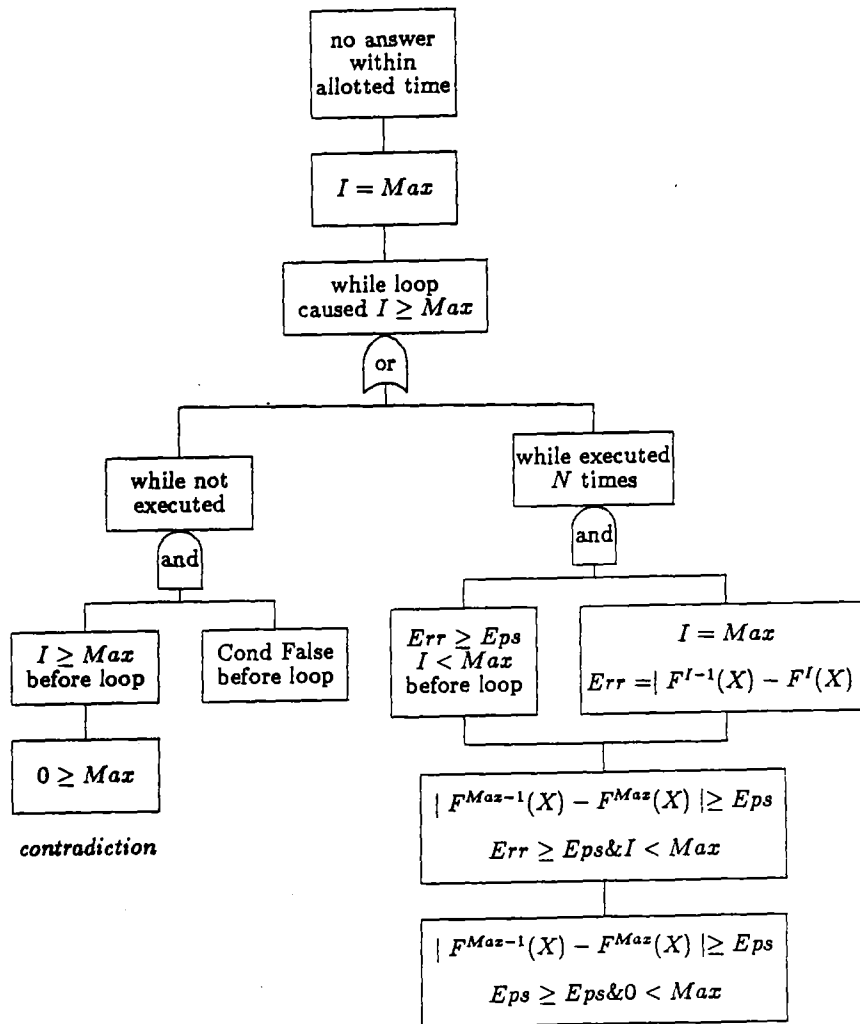 no answer
within
allotted time
I = Max
while loop
caused I ≥ Max
or
while not
executed
while executed
N times
and
and
I ≥ Max
before loop
Cond False
before loop
Err ≥ Eps
I < Max
before loop
I = Max
Err =| F^{I-1}(X) − F^{I}(X)
0 ≥ Max
contradiction
| F^{Max-1}(X) − F^{Max}(X) |≥ Eps
Err ≥ Eps&I < Max
| F^{Max-1}(X) − F^{Max}(X) |≥ Eps
Eps ≥ Eps&0 < Max